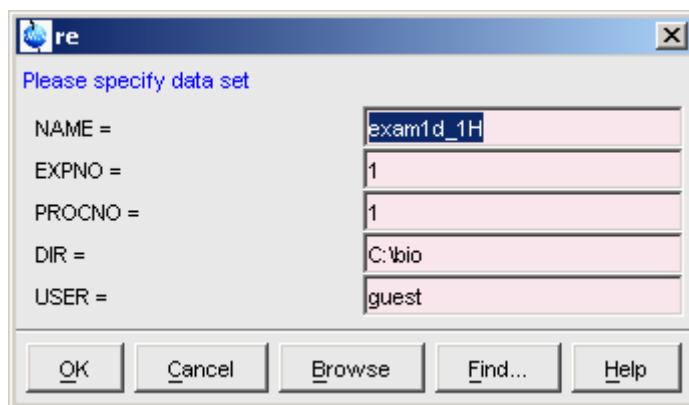 re
Please specify data set
NAME = exam1d_1H
EXPNO = 1
PROCNO = 1
DIR = C:\bio
USER = guest
OK Cancel Browse Find... Help